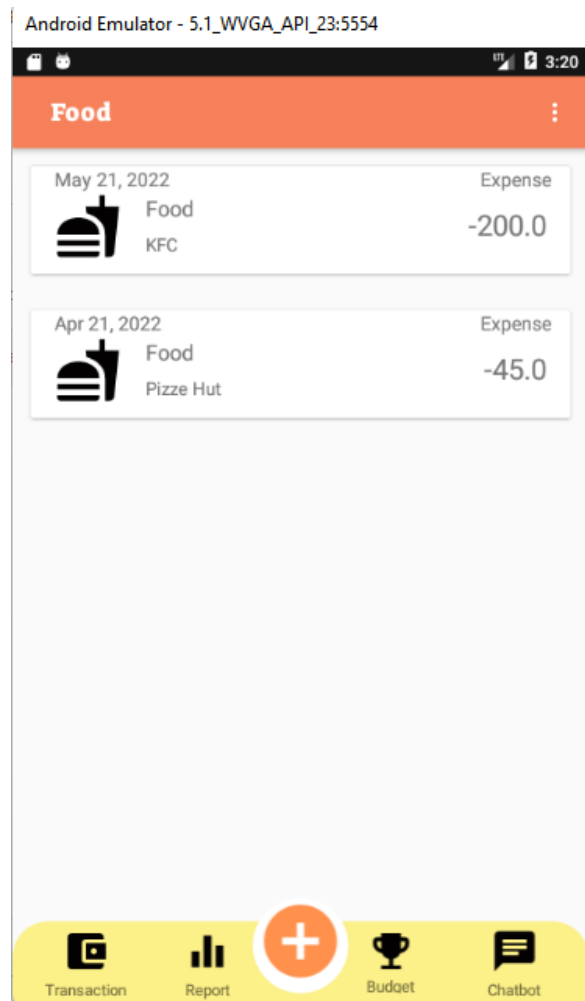 Android Emulator - 5.1_WVGA_API_23:5554
LTE 3:20
Food
May 21, 2022 Expense
Food
-200.0
KFC
Apr 21, 2022 Expense
Food
-45.0
Pizze Hut
Transaction Report Budget Chatbot